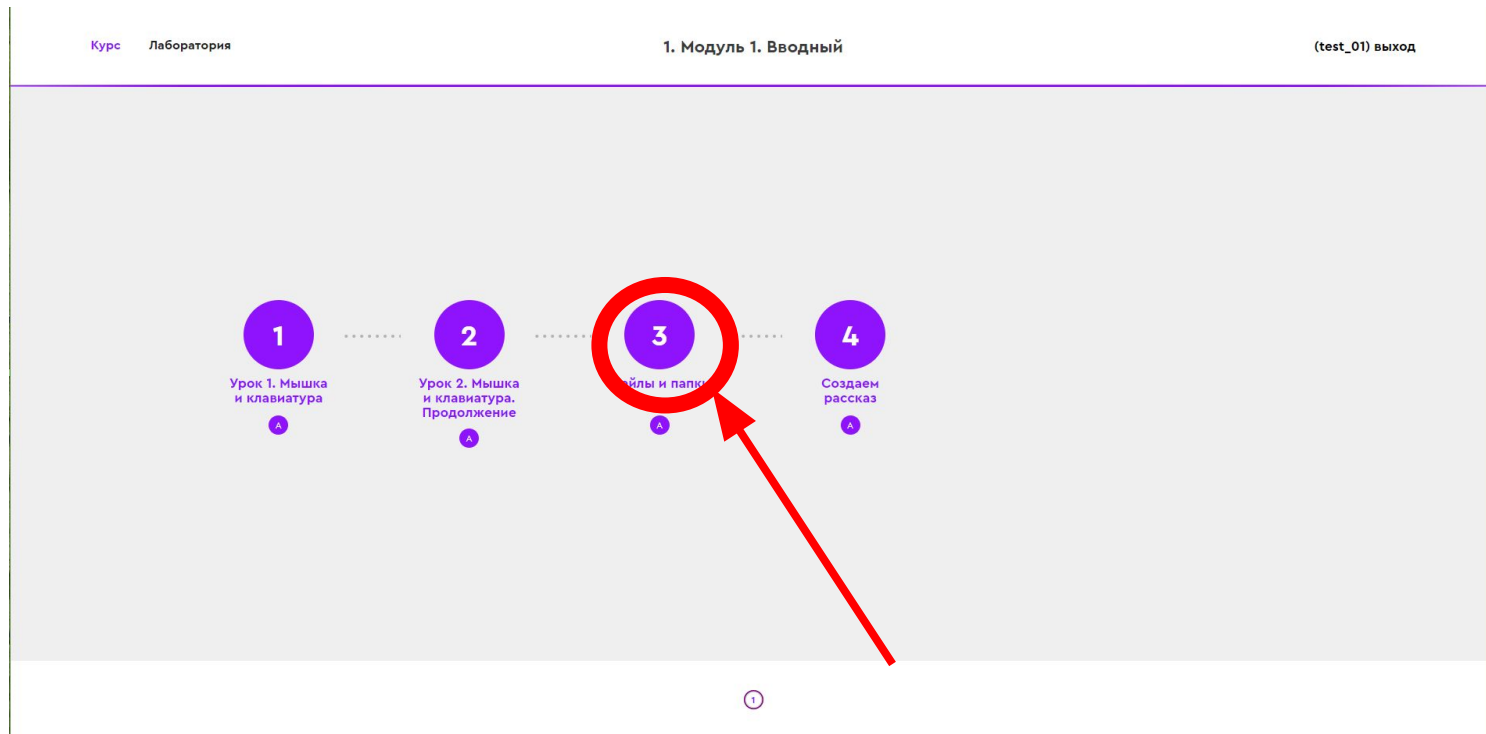 Курс Лаборатория 1. Модуль 1. Вводный (test_01) выход
1
2
3
4
Урок 1. Мышка
и клавиатура
А
Урок 2. Мышка
и клавиатура.
Продолжение
А
и папк
А
Создаем
рассказ
А
1